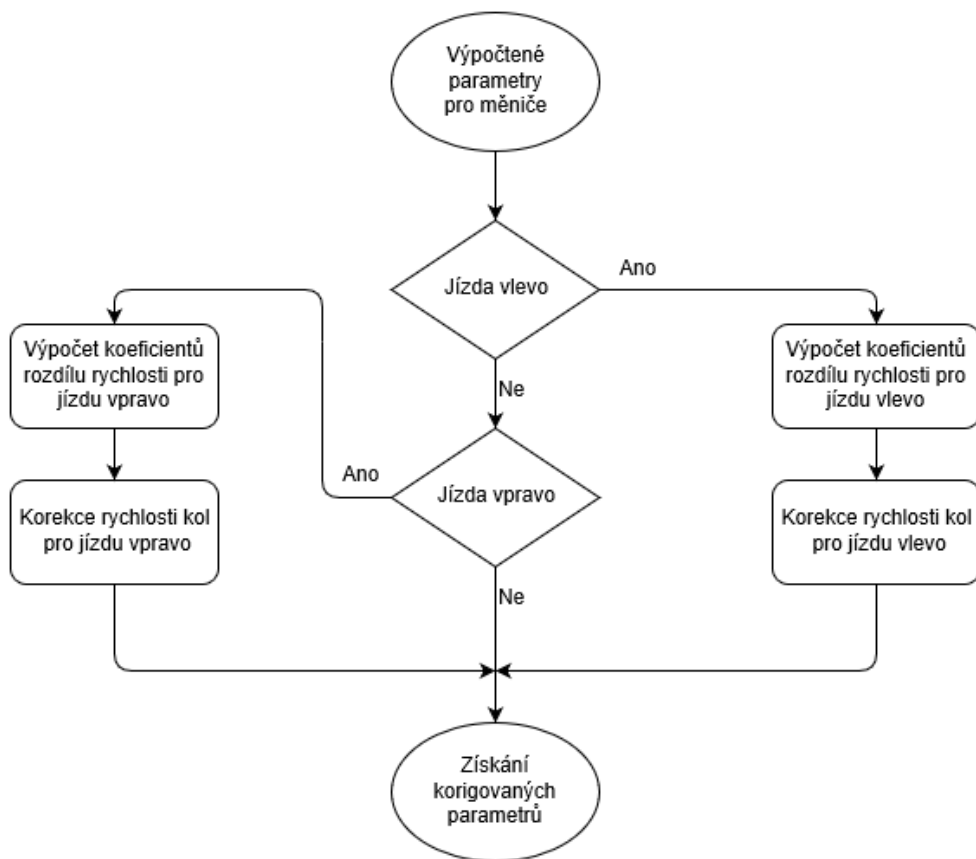 Výpočtené
parametry
pro měniče
Jízda vlevo
Ano
Ne
Výpočet koeficientů
rozdílu rychlosti pro
jízdu vpravo
Výpočet koeficientů
rozdílu rychlosti pro
jízdu vlevo
Ano
Jízda vpravo
Korekce rychlosti kol
pro jízdu vpravo
Korekce rychlosti kol
pro jízdu vlevo
Ne
Získání
korigovaných
parametrů